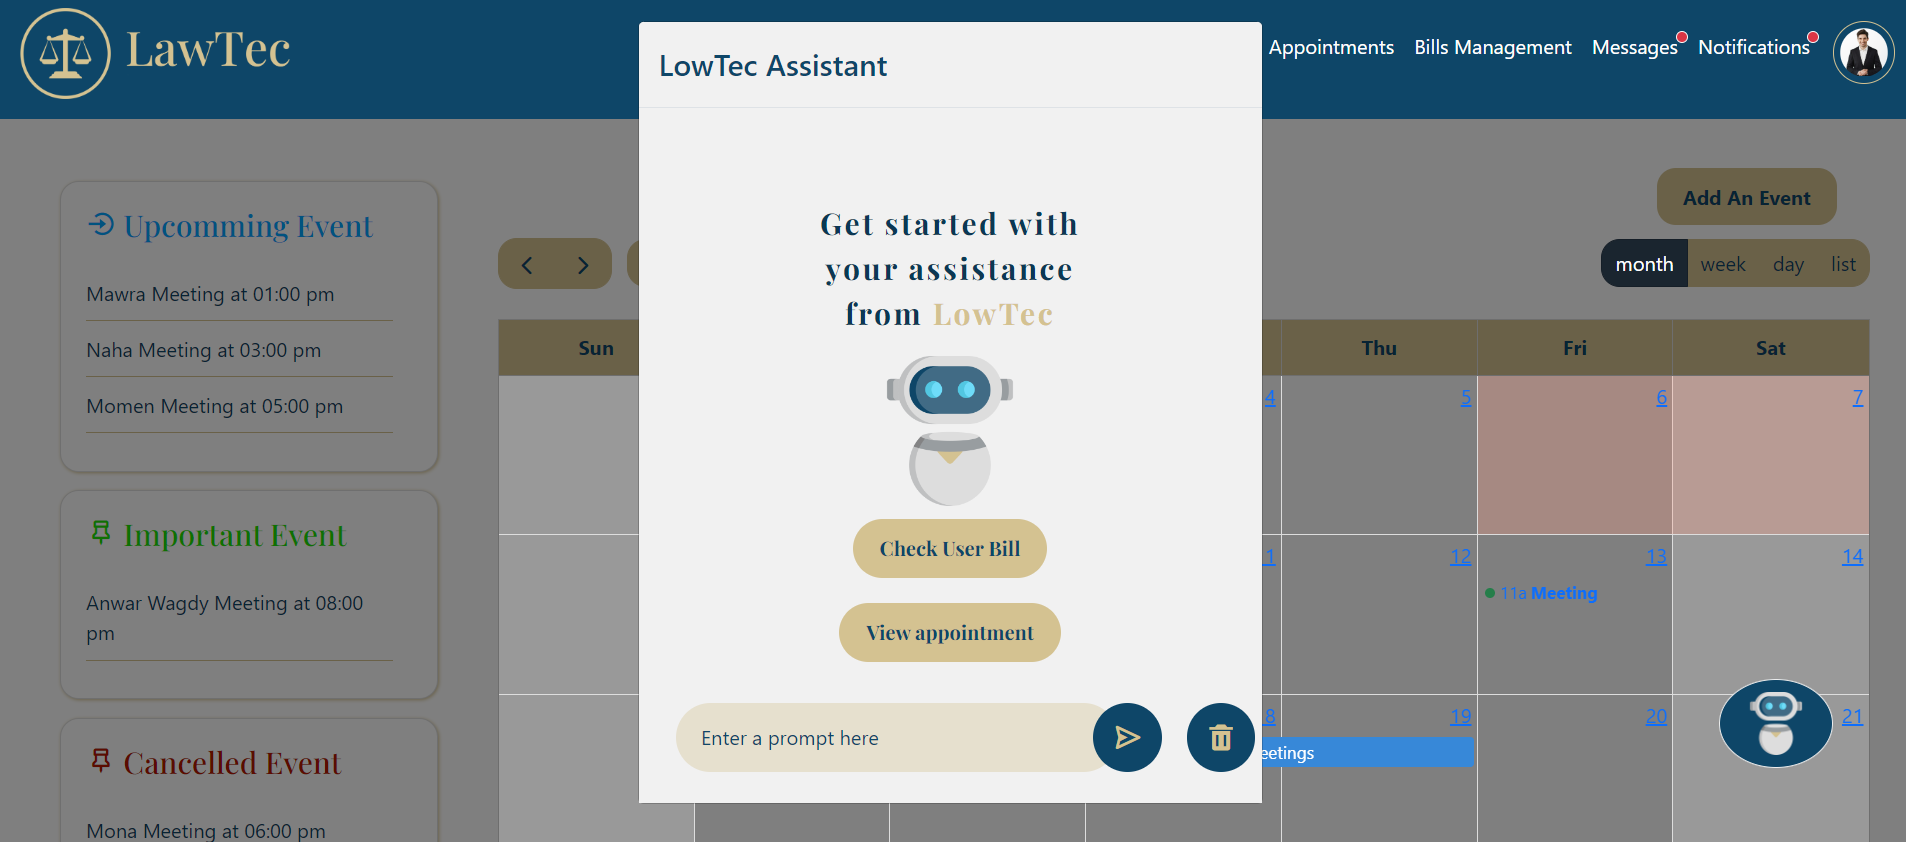 LawTec
Appointments
Bills Management
Messages
Notifications
LowTec Assistant
Get started with
your assistance
from LowTec
Check User Bill
View appointment
Enter a prompt here
Upcomming Event
Mawra Meeting at 01:00 pm
Naha Meeting at 03:00 pm
Momen Meeting at 05:00 pm
Important Event
Anwar Wagdy Meeting at 08:00
pm
Cancelled Event
Mona Meeting at 06:00 pm
Add An Event
month week day list
Sun Thu Fri Sat
4 5 6 7
12 13 14
11a Meeting
19 20 21